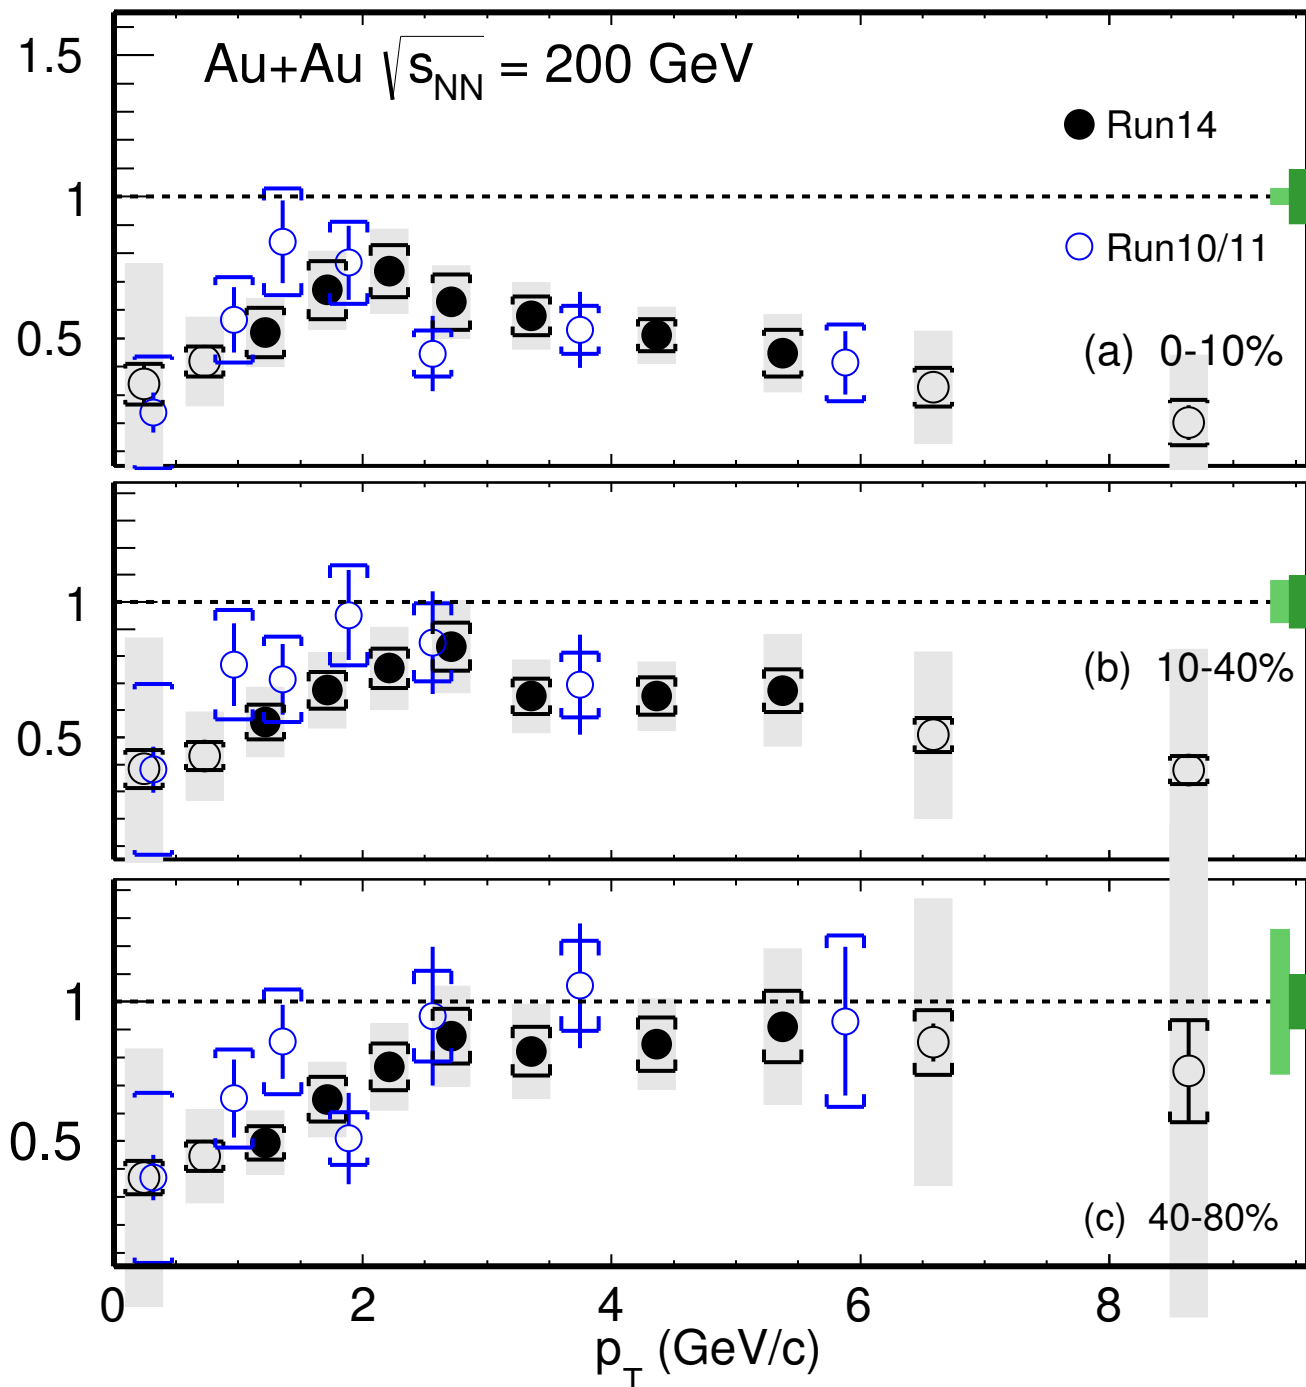 Au+Au √sNN = 200 GeV
1.5
Run14
1
Run10/11
0.5
(a) 0-10%
1
(b) 10-40%
0.5
1
0.5
(c) 40-80%
0 2 4 6 8
pT (GeV/c)